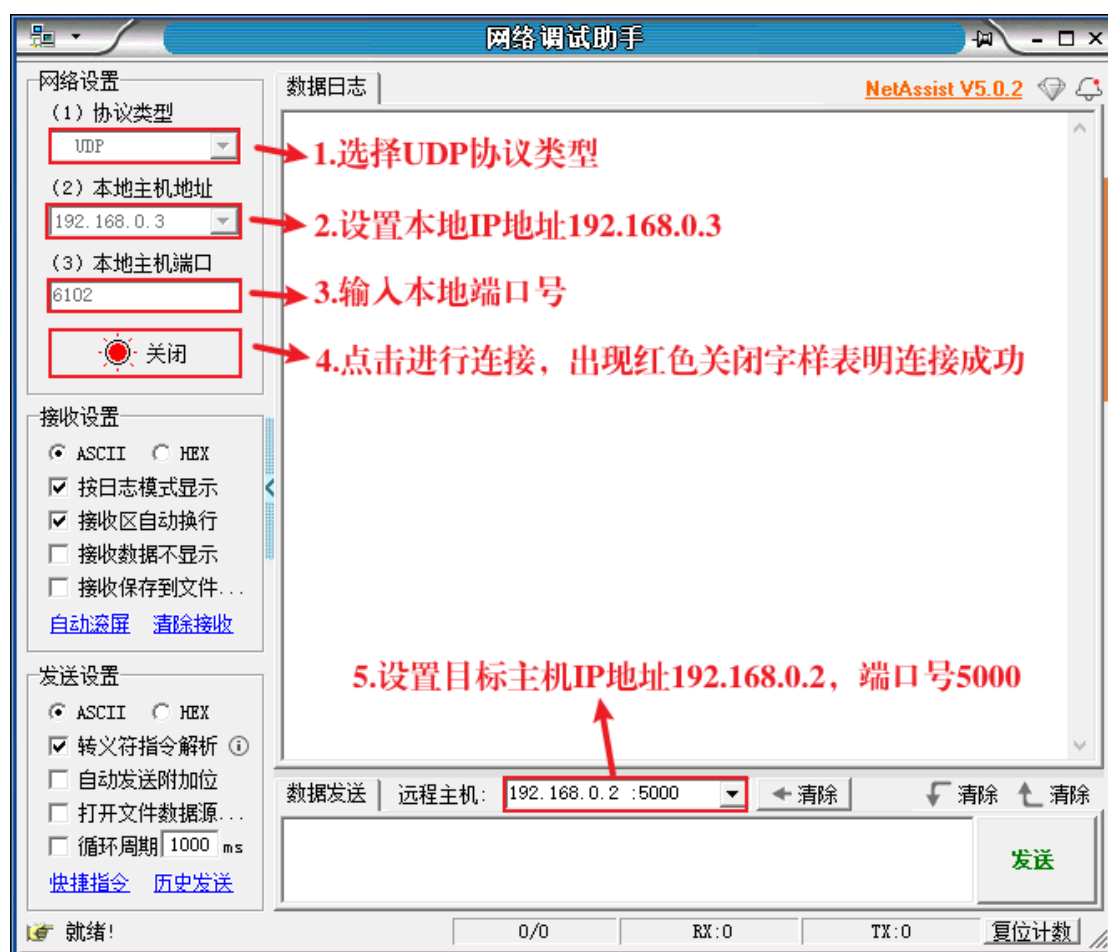 网络调试助手
网络设置
(1) 协议类型
UDP
(2) 本地主机地址
192.168.0.3
(3) 本地主机端口
6102
关闭
接收设置
ASCII HEX
按日志模式显示
接收区自动换行
接收数据不显示
接收保存到文件...
自动滚屏 清除接收
发送设置
ASCII HEX
转义符指令解析
自动发送附加位
打开文件数据源...
循环周期 1000 ms
快捷指令 历史发送
数据日志
NetAssist V5.0.2
1.选择UDP协议类型
2.设置本地IP地址192.168.0.3
3.输入本地端口号
4.点击进行连接，出现红色关闭字样表明连接成功
5.设置目标主机IP地址192.168.0.2，端口号5000
数据发送 远程主机: 192.168.0.2 :5000 清除 清除 清除
发送
就绪! 0/0 RX:0 TX:0 复位计数